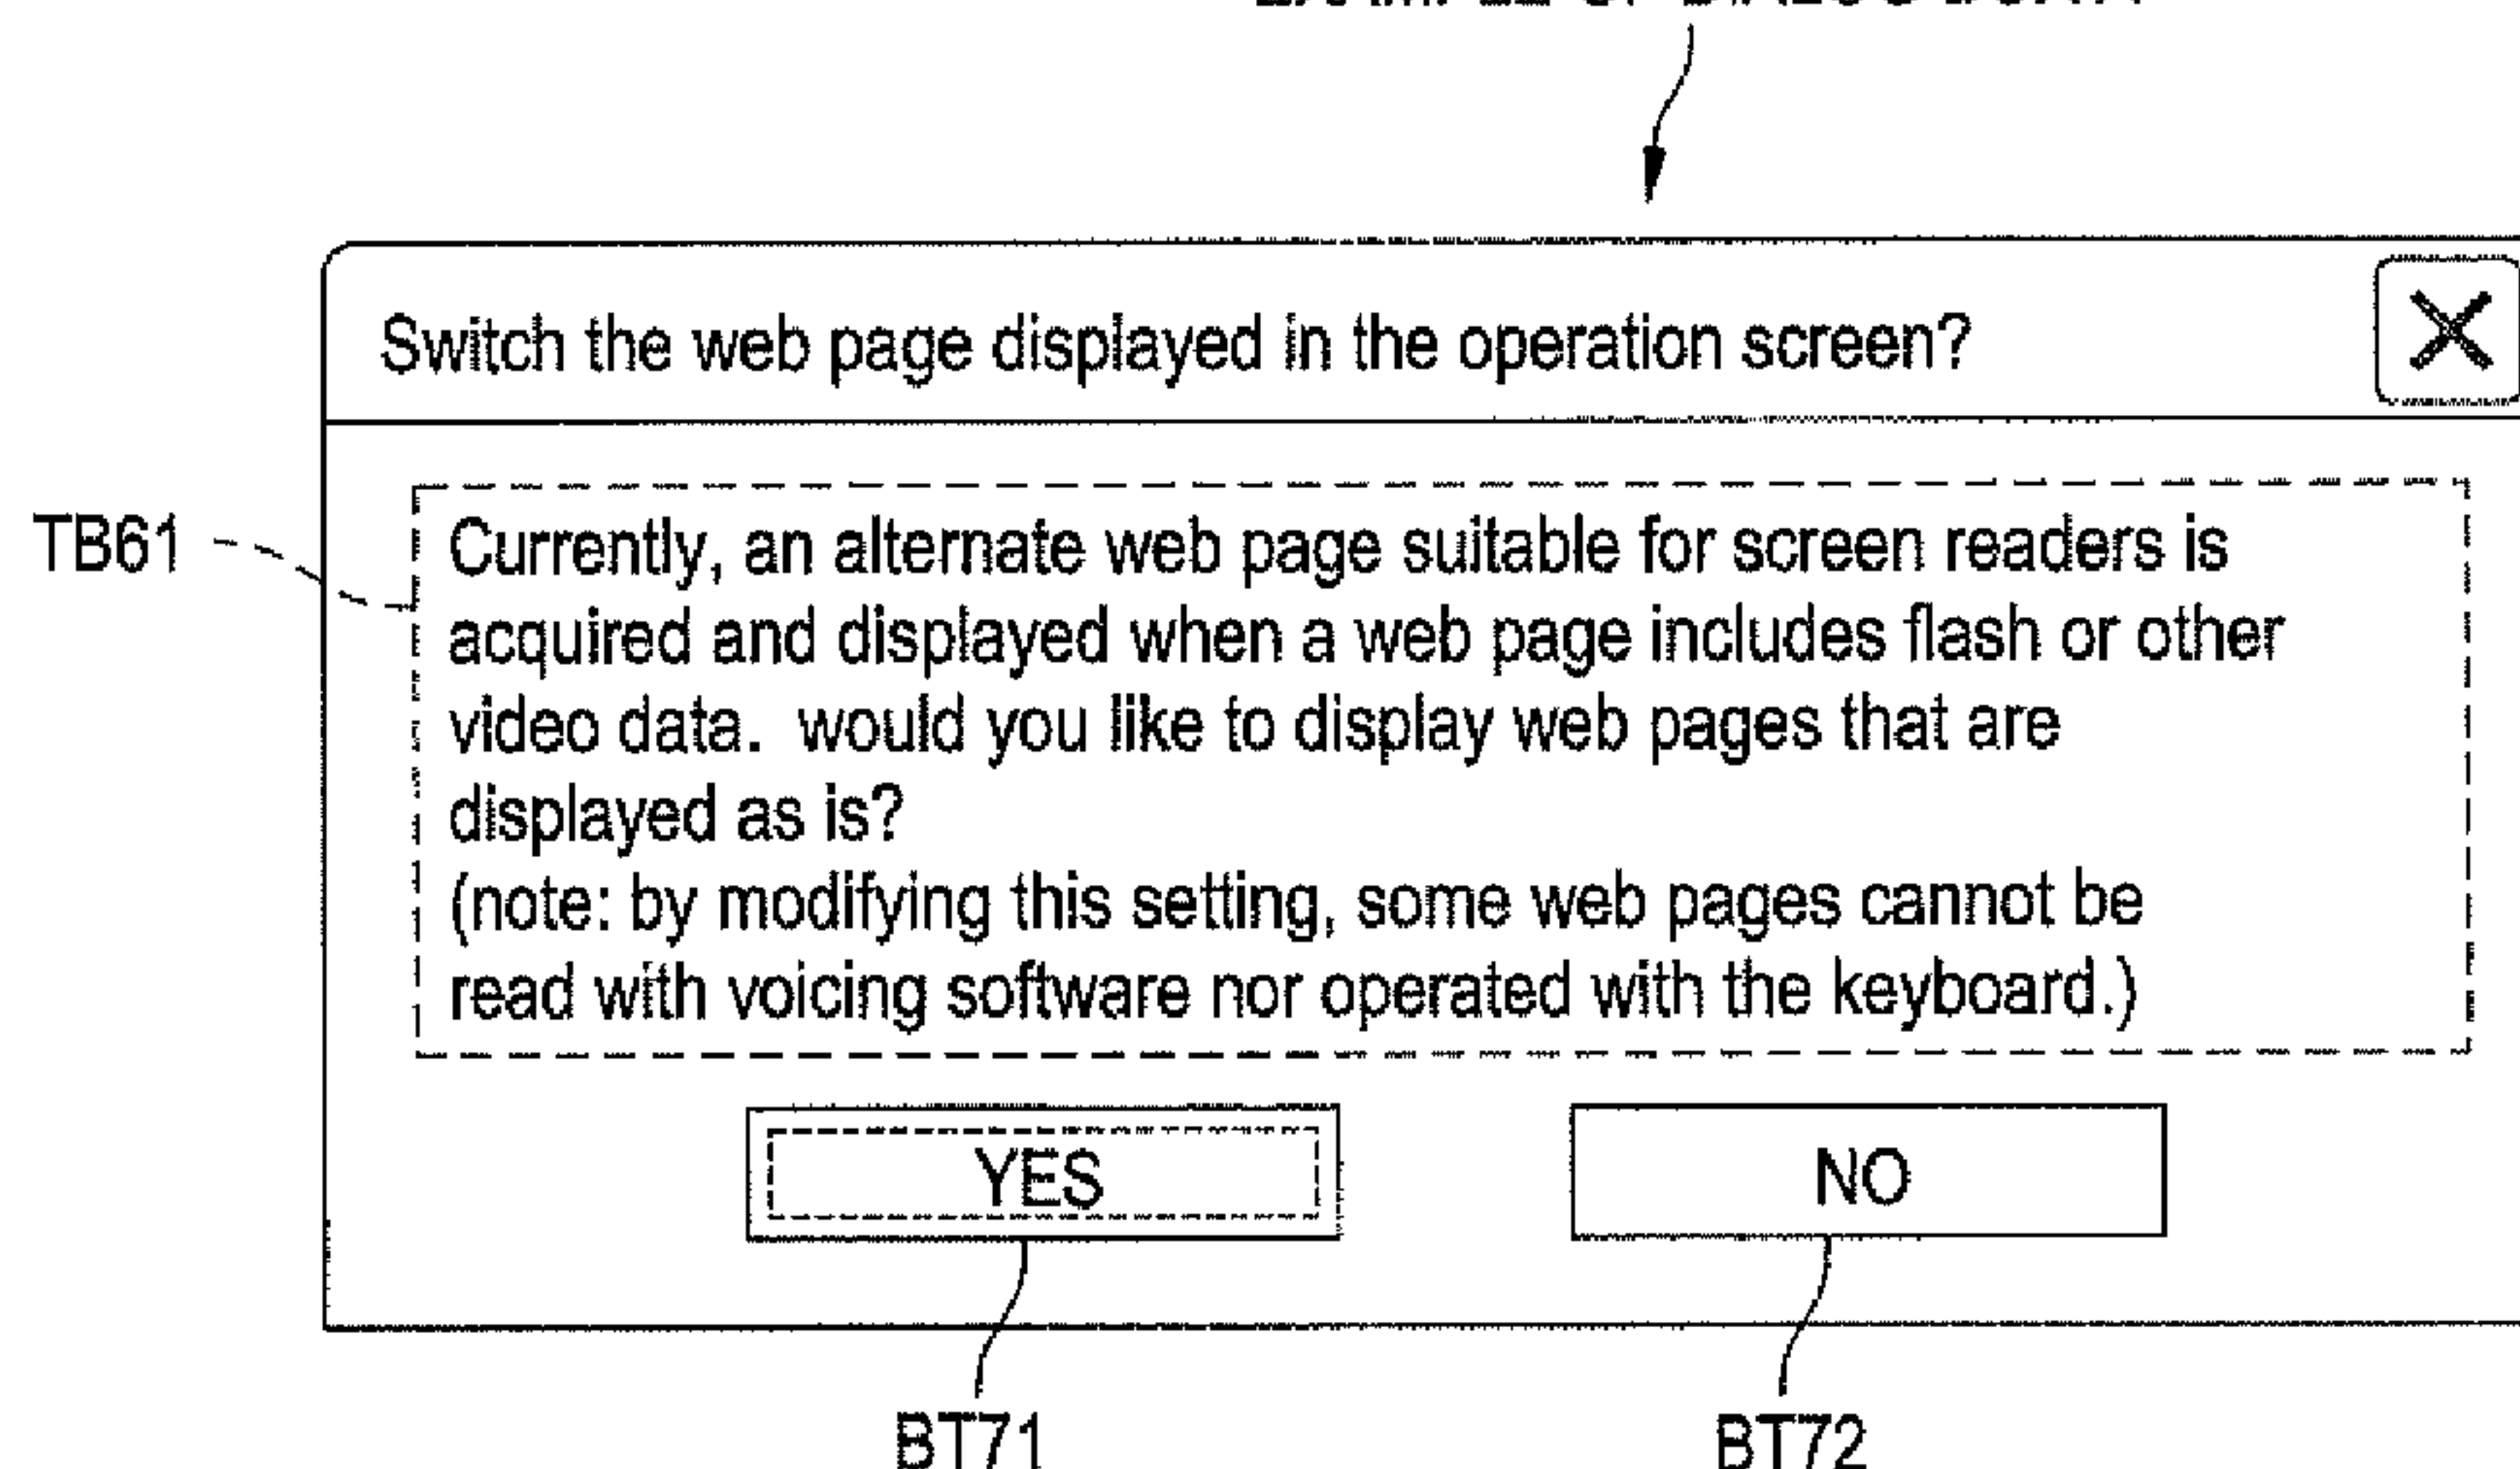 Switch the web page displayed in the operation screen?
TB61
Currently, an alternate web page suitable for screen readers is
acquired and displayed when a web page includes flash or other
video data. would you like to display web pages that are
displayed as is?
(note: by modifying this setting, some web pages cannot be
read with voicing software nor operated with the keyboard.)
YES
NO
BT71
BT72